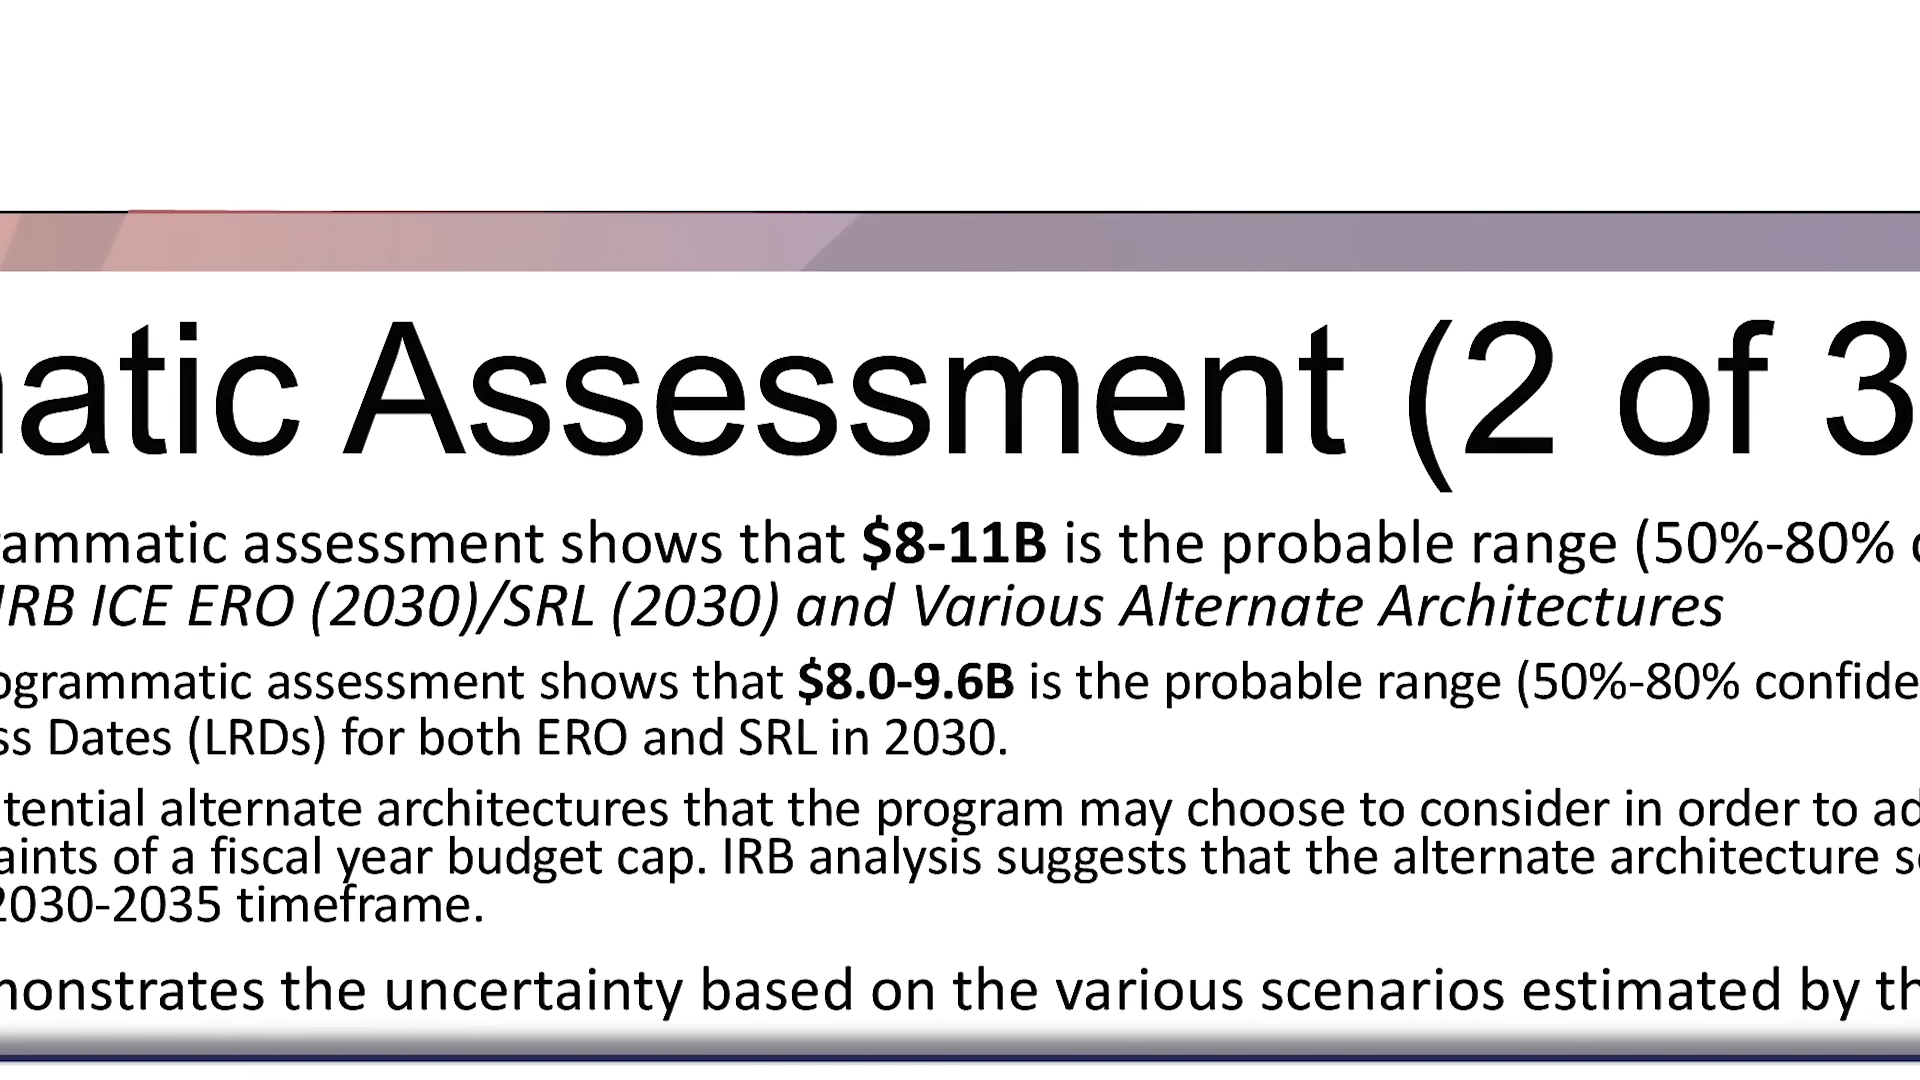 atic Assessment (2 of 3
ammatic assessment shows that $8-11B is the probable range (50%-80%
IRB ICE ERO (2030)/SRL (2030) and Various Alternate Architectures
ogrammatic assessment shows that $8.0-9.6B is the probable range (50%-80% confide
ss Dates (LRDs) for both ERO and SRL in 2030.
tential alternate architectures that the program may choose to consider in order to ad
aints of a fiscal year budget cap. IRB analysis suggests that the alternate architecture s
2030-2035 timeframe.
onstrates the uncertainty based on the various scenarios estimated by th